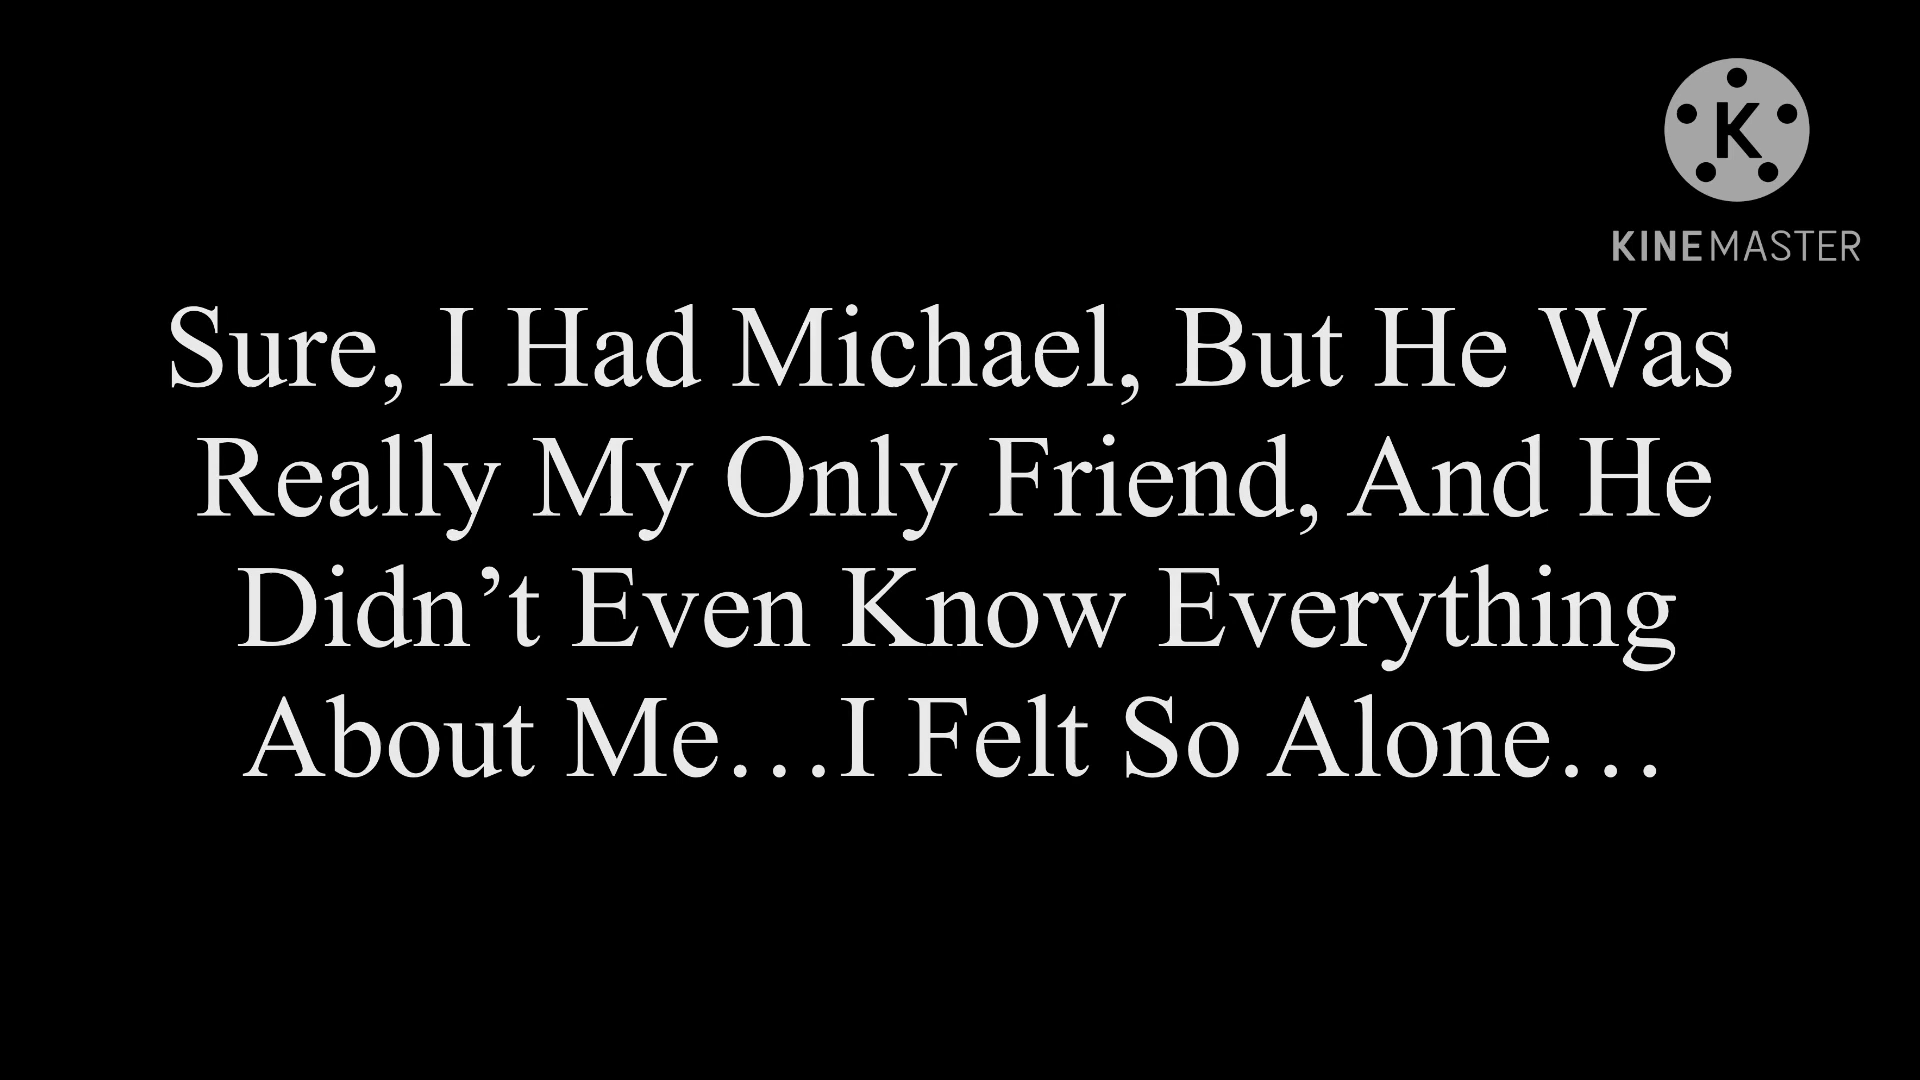 K
KINEMASTER
Sure, I Had Michael, But He Was
Really My Only Friend, And He
Didn’t Even Know Everything
About Me…I Felt So Alone…